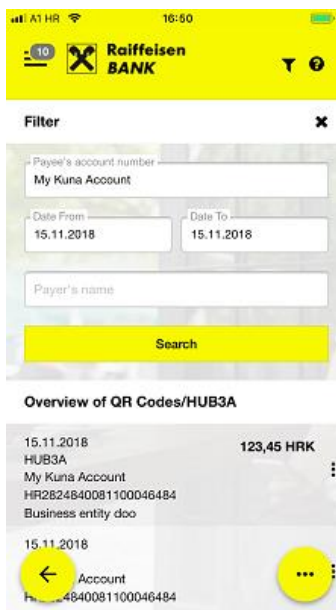 A1 HR 16:50
10
Raiffeisen
BANK
Filter
Payee's account number
My Kuna Account
Date From Date To
15.11.2018 15.11.2018
Payer's name
Search
Overview of QR Codes/HUB3A
15.11.2018 123,45 HRK
HUB3A
My Kuna Account
HR2824840081100046484
Business entity doo
15.11.2018
Account